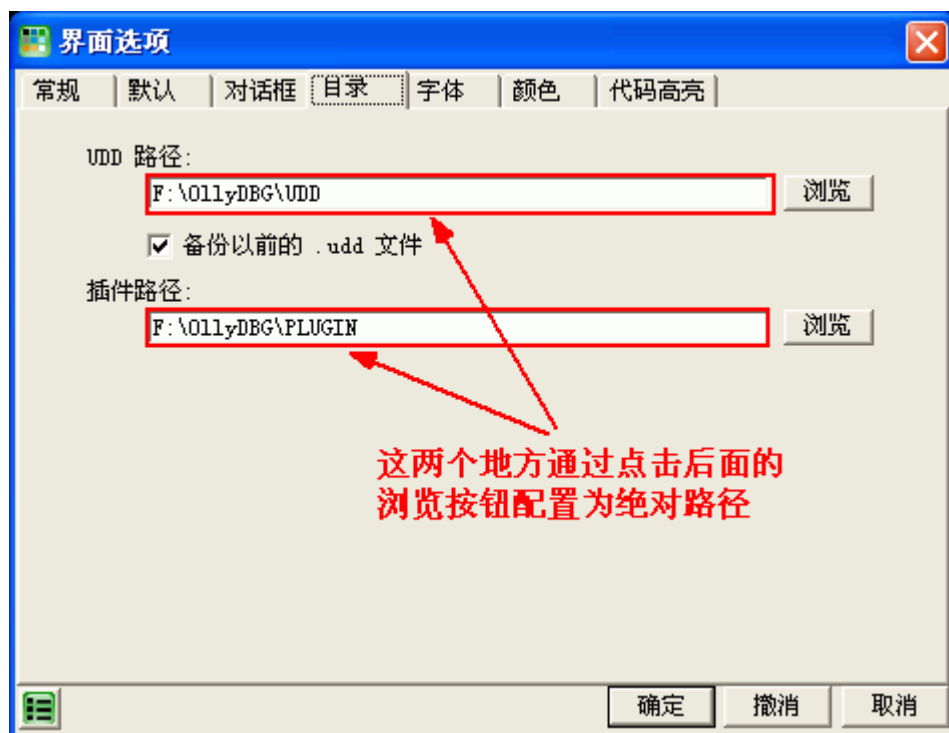 界面选项
常规 默认 对话框 目录 字体 颜色 代码高亮
UDD 路径:
F:\OllyDBG\UDD 浏览
备份以前的 .udd 文件
插件路径:
F:\OllyDBG\PLUGIN 浏览
这两个地方通过点击后面的
浏览按钮配置为绝对路径
确定 撤消 取消